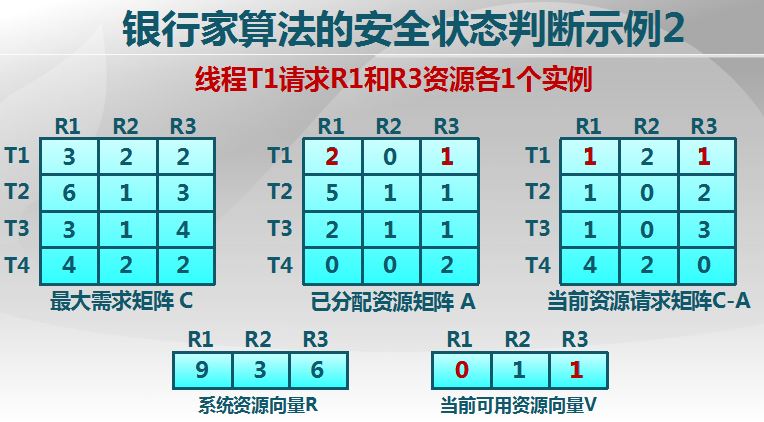 银行家算法的安全状态判断示例2
线程T1请求R1和R3资源各1个实例
R1 R2 R3
T1 3 2 2
T2 6 1 3
T3 3 1 4
T4 4 2 2
最大需求矩阵 C
R1 R2 R3
T1 2 0 1
T2 5 1 1
T3 2 1 1
T4 0 0 2
已分配资源矩阵 A
R1 R2 R3
T1 1 2 1
T2 1 0 2
T3 1 0 3
T4 4 2 0
当前资源请求矩阵C-A
R1 R2 R3
9 3 6
系统资源向量R
R1 R2 R3
0 1 1
当前可用资源向量V